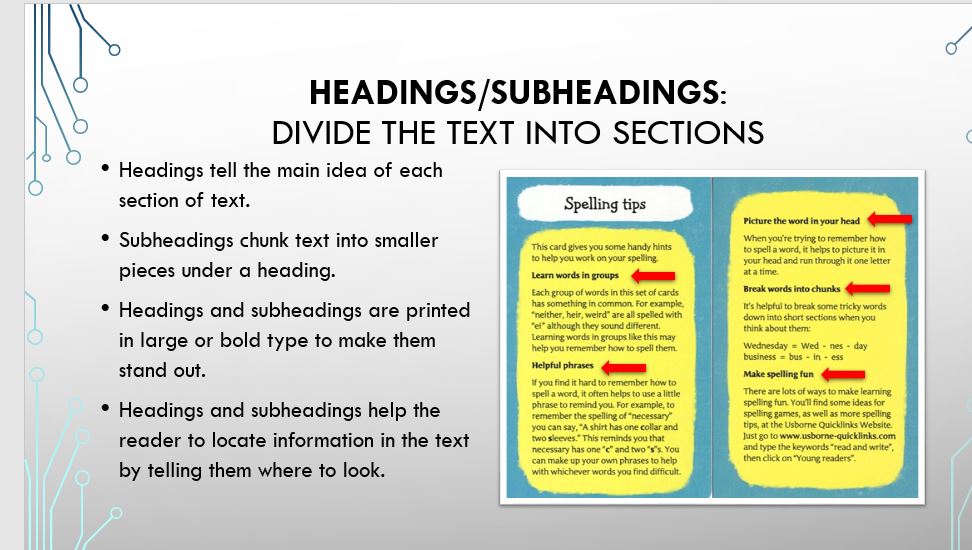 HEADINGS/SUBHEADINGS:
DIVIDE THE TEXT INTO SECTIONS
• Headings tell the main idea of each
section of text.
• Subheadings chunk text into smaller
pieces under a heading.
• Headings and subheadings are printed
in large or bold type to make them
stand out.
• Headings and subheadings help the
reader to locate information in the text
by telling them where to look.
Spelling tips
This card gives you some handy hints
to help you work on your spelling.
Learn words in groups
Each group of words in this set of cards
has something in common. For example,
"neither, heir, weird" are all spelled with
"ei" although they sound different.
Learning words in groups like this may
help you remember how to spell them.
Helpful phrases
If you find it hard to remember how to
spell a word, it often helps to use a little
phrase to remind you. For example, to
remember the spelling of "necessary"
you can say, "A shirt has one collar and
two sleeves." This reminds you that
necessary has one "c" and two "s"s. You
can make up your own phrases to help
with whichever words you find difficult.
Picture the word in your head
When you're trying to remember how
to spell a word, it helps to picture it in
your head and run through it one letter
at a time.
Break words into chunks
It's helpful to break some tricky words
down into short sections when you
think about them:
Wednesday = Wed - nes - day
business = bus - in - ess
Make spelling fun
There are lots of ways to make learning
spelling fun. You'll find some ideas for
spelling games, as well as more spelling
tips, at the Usborne Quicklinks Website.
Just go to www.usborne-quicklinks.com
and type the keywords "read and write",
then click on "Young readers".